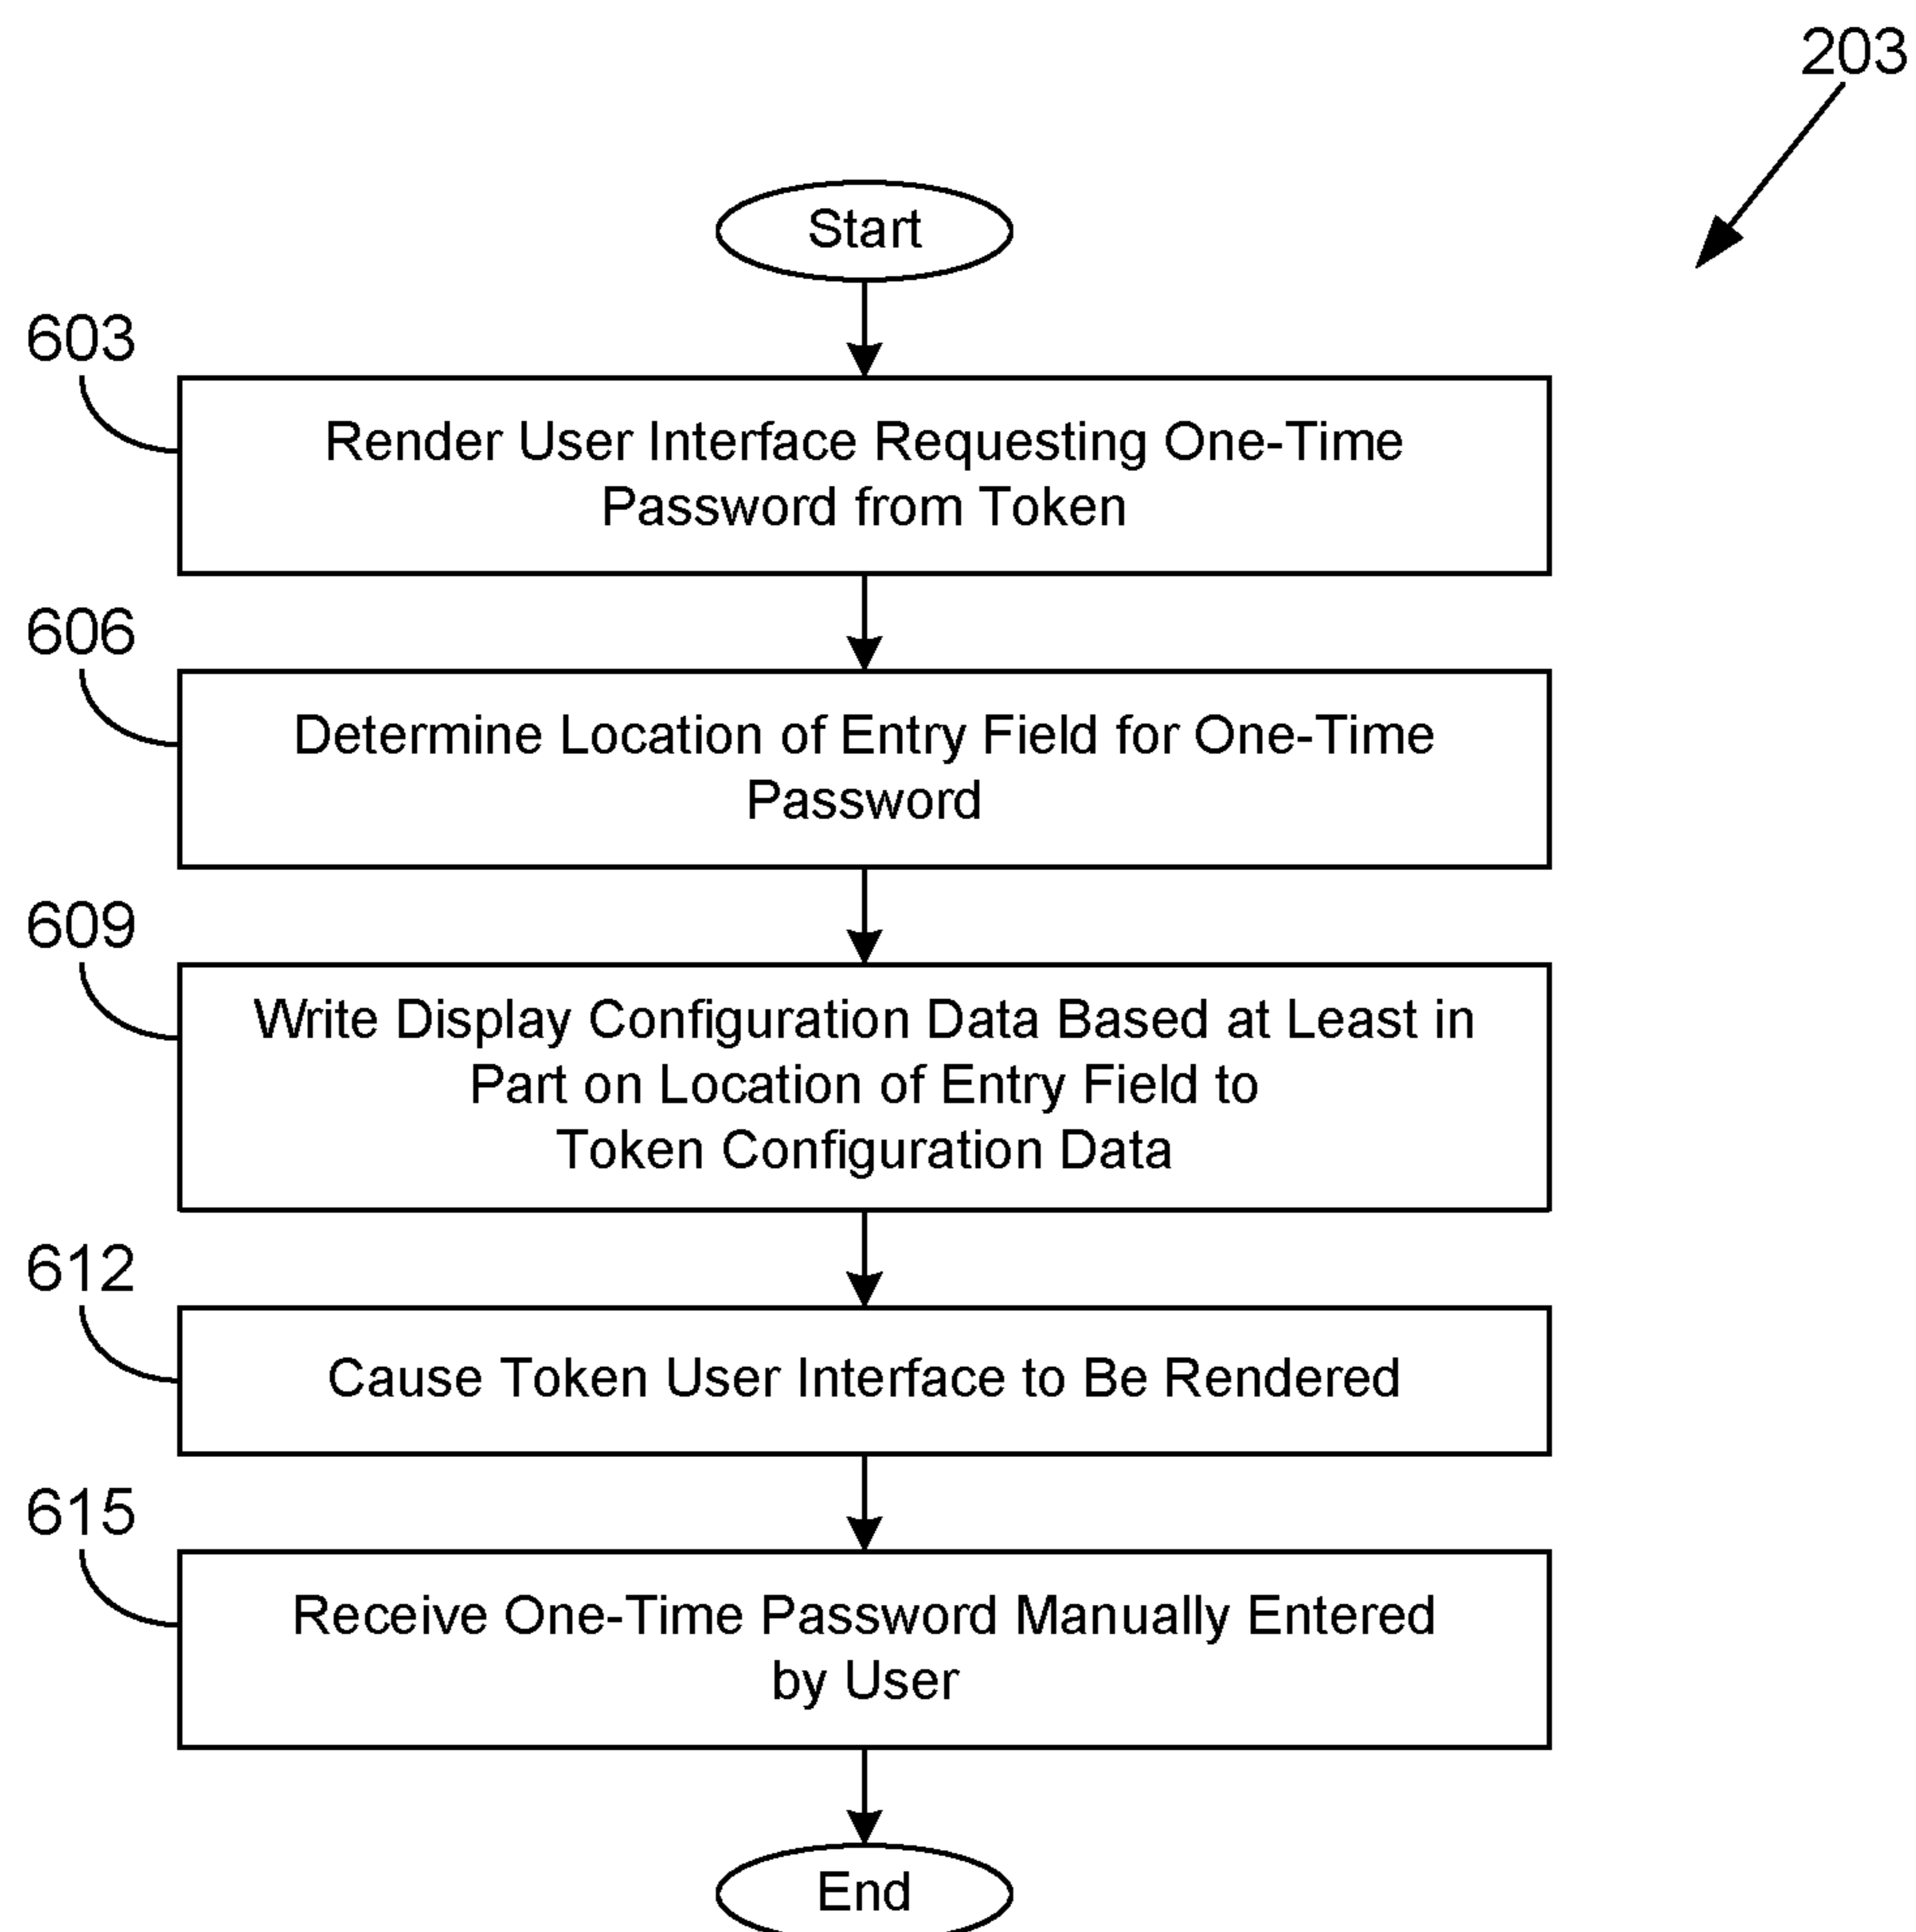 203
Start
603
Render User Interface Requesting One-Time
Password from Token
606
Determine Location of Entry Field for One-Time
Password
609
Write Display Configuration Data Based at Least in
Part on Location of Entry Field to
Token Configuration Data
612
Cause Token User Interface to Be Rendered
615
Receive One-Time Password Manually Entered
by User
End